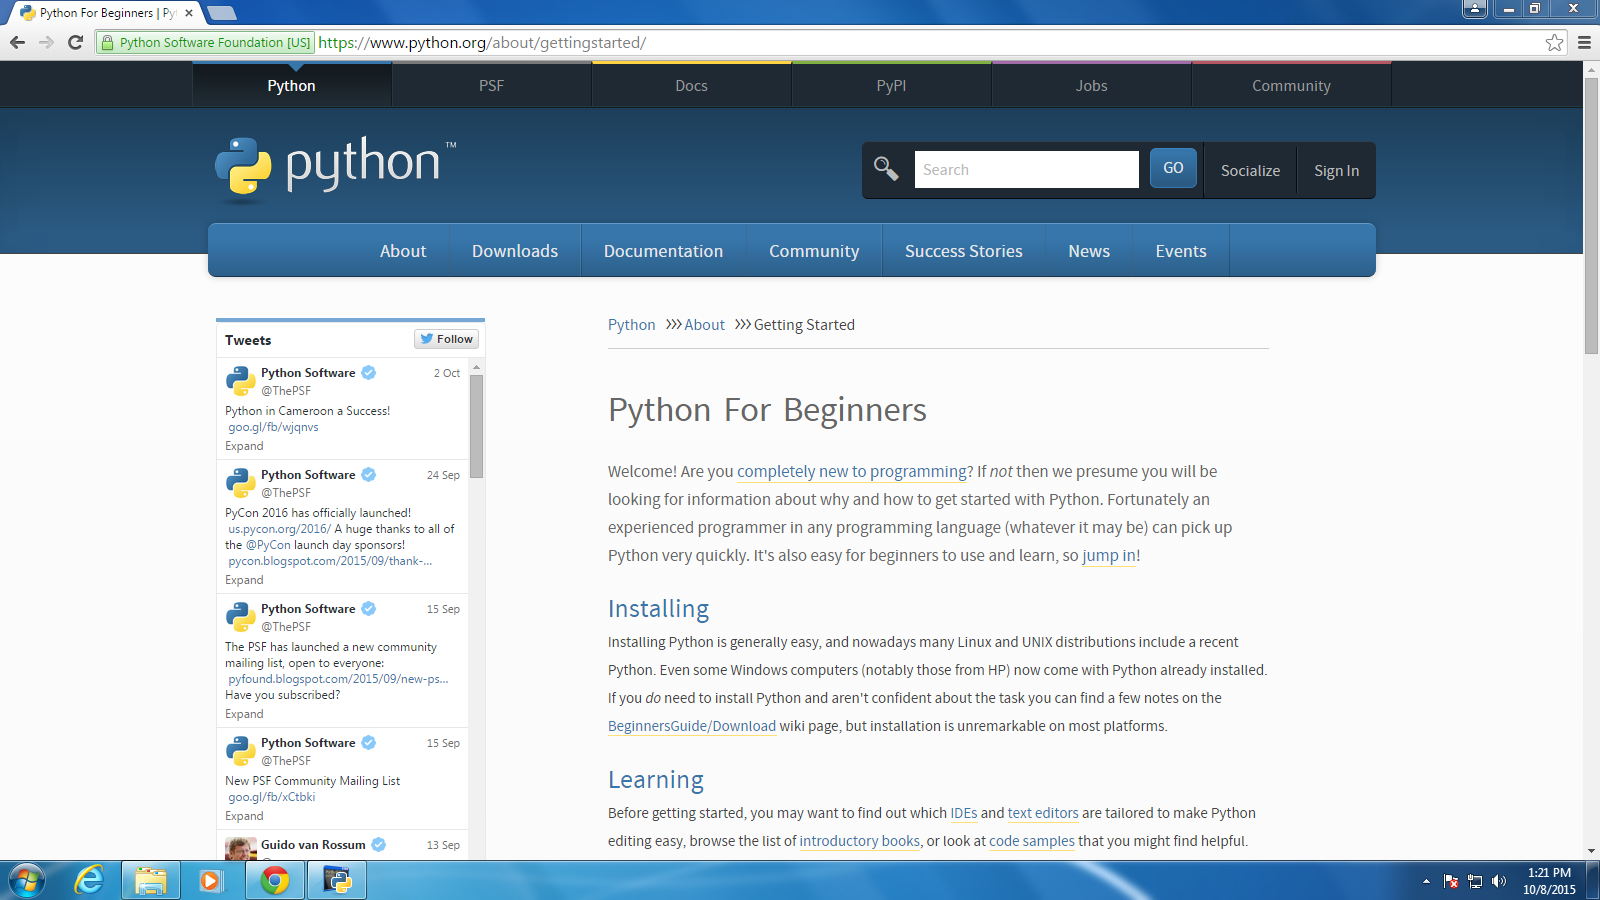 Python For Beginners | Py
Python Software Foundation [US]
https://www.python.org/about/gettingstarted/
Python
PSF
Docs
PyPI
Jobs
Community
python™
Search
GO
Socialize
Sign In
About
Downloads
Documentation
Community
Success Stories
News
Events
Tweets
Follow
Python Software
2 Oct
@ThePSF
Python in Cameroon a Success!
goo.gl/fb/wjqnvs
Expand
Python Software
24 Sep
@ThePSF
PyCon 2016 has officially launched!
us.pycon.org/2016/ A huge thanks to all of
the @PyCon launch day sponsors!
pycon.blogspot.com/2015/09/thank-...
Expand
Python Software
15 Sep
@ThePSF
The PSF has launched a new community
mailing list, open to everyone:
pyfound.blogspot.com/2015/09/new-ps...
Have you subscribed?
Expand
Python Software
15 Sep
@ThePSF
New PSF Community Mailing List
goo.gl/fb/xCtbki
Expand
Guido van Rossum
13 Sep
Python >>> About >>> Getting Started
Python For Beginners
Welcome! Are you completely new to programming? If not then we presume you will be
looking for information about why and how to get started with Python. Fortunately an
experienced programmer in any programming language (whatever it may be) can pick up
Python very quickly. It's also easy for beginners to use and learn, so jump in!
Installing
Installing Python is generally easy, and nowadays many Linux and UNIX distributions include a recent
Python. Even some Windows computers (notably those from HP) now come with Python already installed.
If you do need to install Python and aren't confident about the task you can find a few notes on the
BeginnersGuide/Download wiki page, but installation is unremarkable on most platforms.
Learning
Before getting started, you may want to find out which IDEs and text editors are tailored to make Python
editing easy, browse the list of introductory books, or look at code samples that you might find helpful.
1:21 PM
10/8/2015